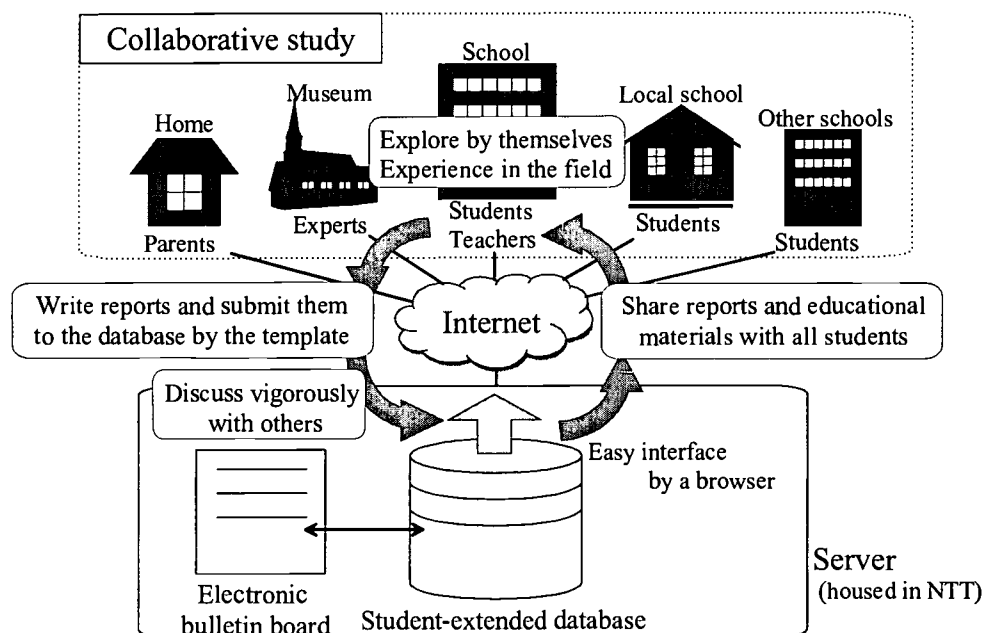 Collaborative study
School
Museum
Local school
Home
Other schools
Explore by themselves
Experience in the field
Students
Teachers
Experts
Students
Parents
Students
Write reports and submit them
to the database by the template
Internet
Share reports and educational
materials with all students
Discuss vigorously
with others
Easy interface
by a browser
Server
(housed in NTT)
Electronic
bulletin board
Student-extended database